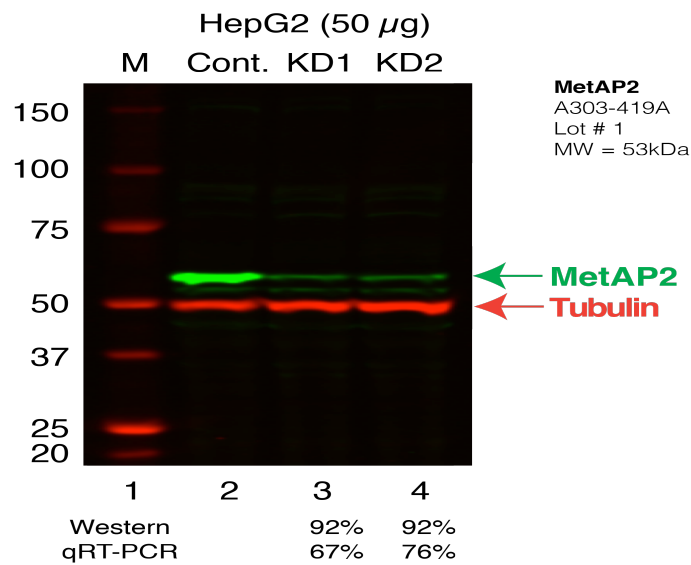 HepG2 (50 µg)
M Cont. KD1 KD2
MetAP2
A303-419A
Lot # 1
MW = 53kDa
150
100
75
MetAP2
50
Tubulin
37
25
20
1 2 3 4
Western 92% 92%
qRT-PCR 67% 76%